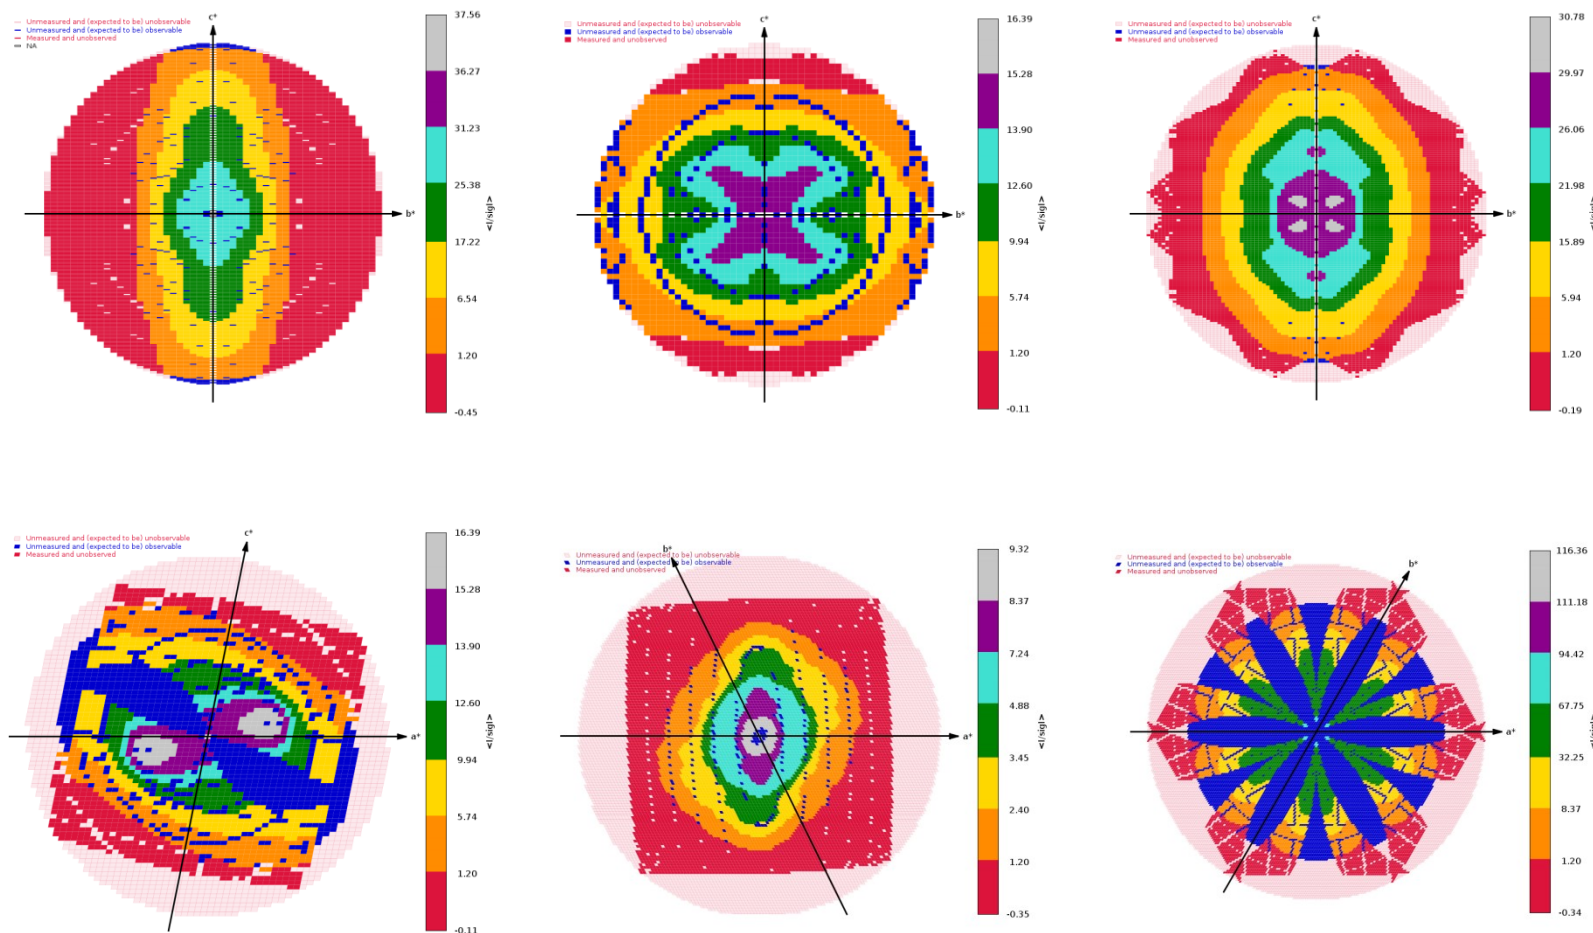 c*
Unmeasured and (expected to be) unobservable
Unmeasured and (expected to be) observable
Measured and unobserved
NA
b*
37.56
36.27
31.23
25.38
17.22
6.54
1.20
-0.45
<I/sigI>
c*
Unmeasured and (expected to be) unobservable
Unmeasured and (expected to be) observable
Measured and unobserved
b*
16.39
15.28
13.90
12.60
9.94
5.74
1.20
-0.11
<I/sigI>
c*
Unmeasured and (expected to be) unobservable
Unmeasured and (expected to be) observable
Measured and unobserved
b*
30.78
29.97
26.06
21.98
15.89
5.94
1.20
-0.19
<I/sigI>
c*
Unmeasured and (expected to be) unobservable
Unmeasured and (expected to be) observable
Measured and unobserved
a*
16.39
15.28
13.90
12.60
9.94
5.74
1.20
-0.11
<I/sigI>
b*
Unmeasured and (expected to be) unobservable
Unmeasured and (expected to be) observable
Measured and unobserved
a*
9.32
8.37
7.24
4.88
3.45
2.40
1.20
-0.35
<I/sigI>
b*
Unmeasured and (expected to be) unobservable
Unmeasured and (expected to be) observable
Measured and unobserved
a*
116.36
111.18
94.42
67.75
32.25
8.37
1.20
-0.34
<I/sigI>